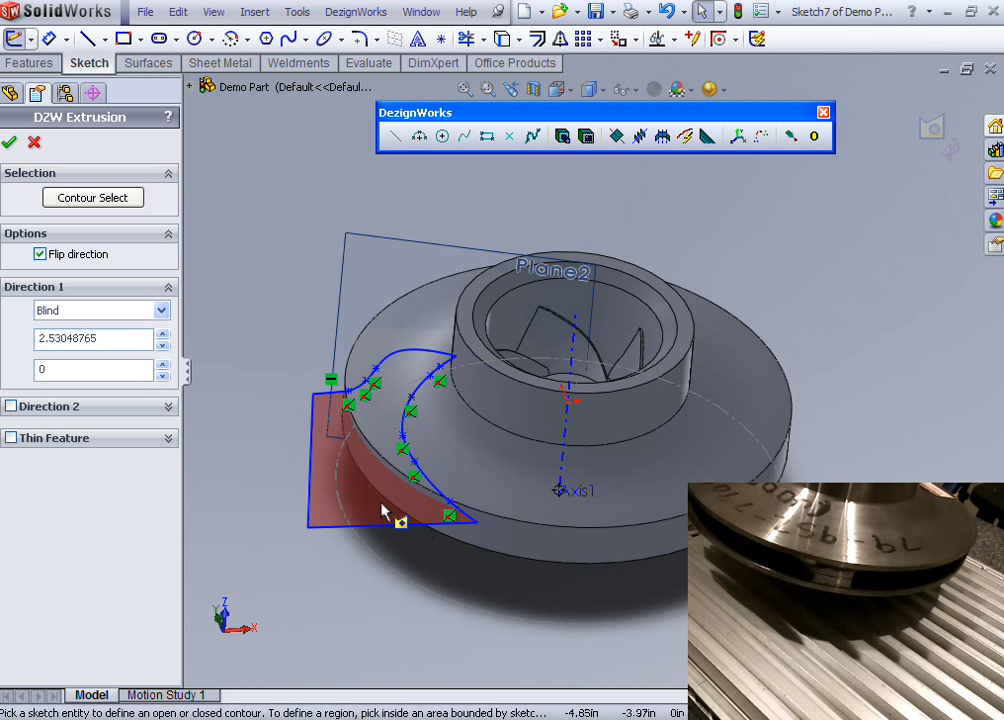 SW SolidWorks File Edit View Insert Tools DezignWorks Window Help Sketch7 of Demo P...
Features Sketch Surfaces Sheet Metal Weldments Evaluate DimXpert Office Products
DZW Extrusion ?
Selection
Contour Select
Options
Flip direction
Direction 1
Blind
2.53048765
0
Direction 2
Thin Feature
Demo Part (Default<<Defaul...
DezignWorks
Plane2
Axis1
Z
Y
X
Model Motion Study 1
Pick a sketch entity to define an open or closed contour. To define a region, pick inside an area bounded by sketc... -4.65in -3.97in 0in